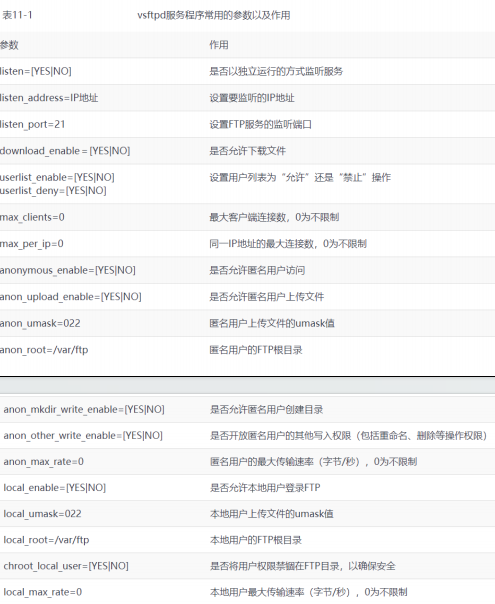 表11-1 vsftpd服务程序常用的参数以及作用
参数 作用
listen=[YES|NO] 是否以独立运行的方式监听服务
listen_address=IP地址 设置要监听的IP地址
listen_port=21 设置FTP服务的监听端口
download_enable = [YES|NO] 是否允许下载文件
userlist_enable=[YES|NO] 设置用户列表为“允许”还是“禁止”操作
userlist_deny=[YES|NO]
max_clients=0 最大客户端连接数，0为不限制
max_per_ip=0 同一IP地址的最大连接数，0为不限制
anonymous_enable=[YES|NO] 是否允许匿名用户访问
anon_upload_enable=[YES|NO] 是否允许匿名用户上传文件
anon_umask=022 匿名用户上传文件的umask值
anon_root=/var/ftp 匿名用户的FTP根目录
anon_mkdir_write_enable=[YES|NO] 是否允许匿名用户创建目录
anon_other_write_enable=[YES|NO] 是否开放匿名用户的其他写入权限（包括重命名、删除等操作权限）
anon_max_rate=0 匿名用户的最大传输速率（字节/秒），0为不限制
local_enable=[YES|NO] 是否允许本地用户登录FTP
local_umask=022 本地用户上传文件的umask值
local_root=/var/ftp 本地用户的FTP根目录
chroot_local_user=[YES|NO] 是否将用户权限禁锢在FTP目录，以确保安全
local_max_rate=0 本地用户最大传输速率（字节/秒），0为不限制